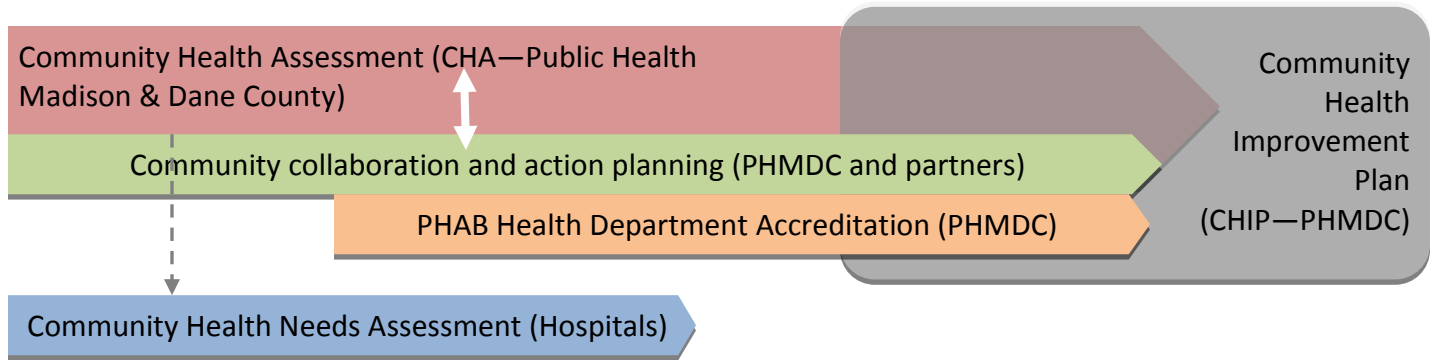 Community Health Assessment (CHA—Public Health
Madison & Dane County)
Community collaboration and action planning (PHMDC and partners)
PHAB Health Department Accreditation (PHMDC)
Community
Health
Improvement
Plan
(CHIP—PHMDC)
Community Health Needs Assessment (Hospitals)